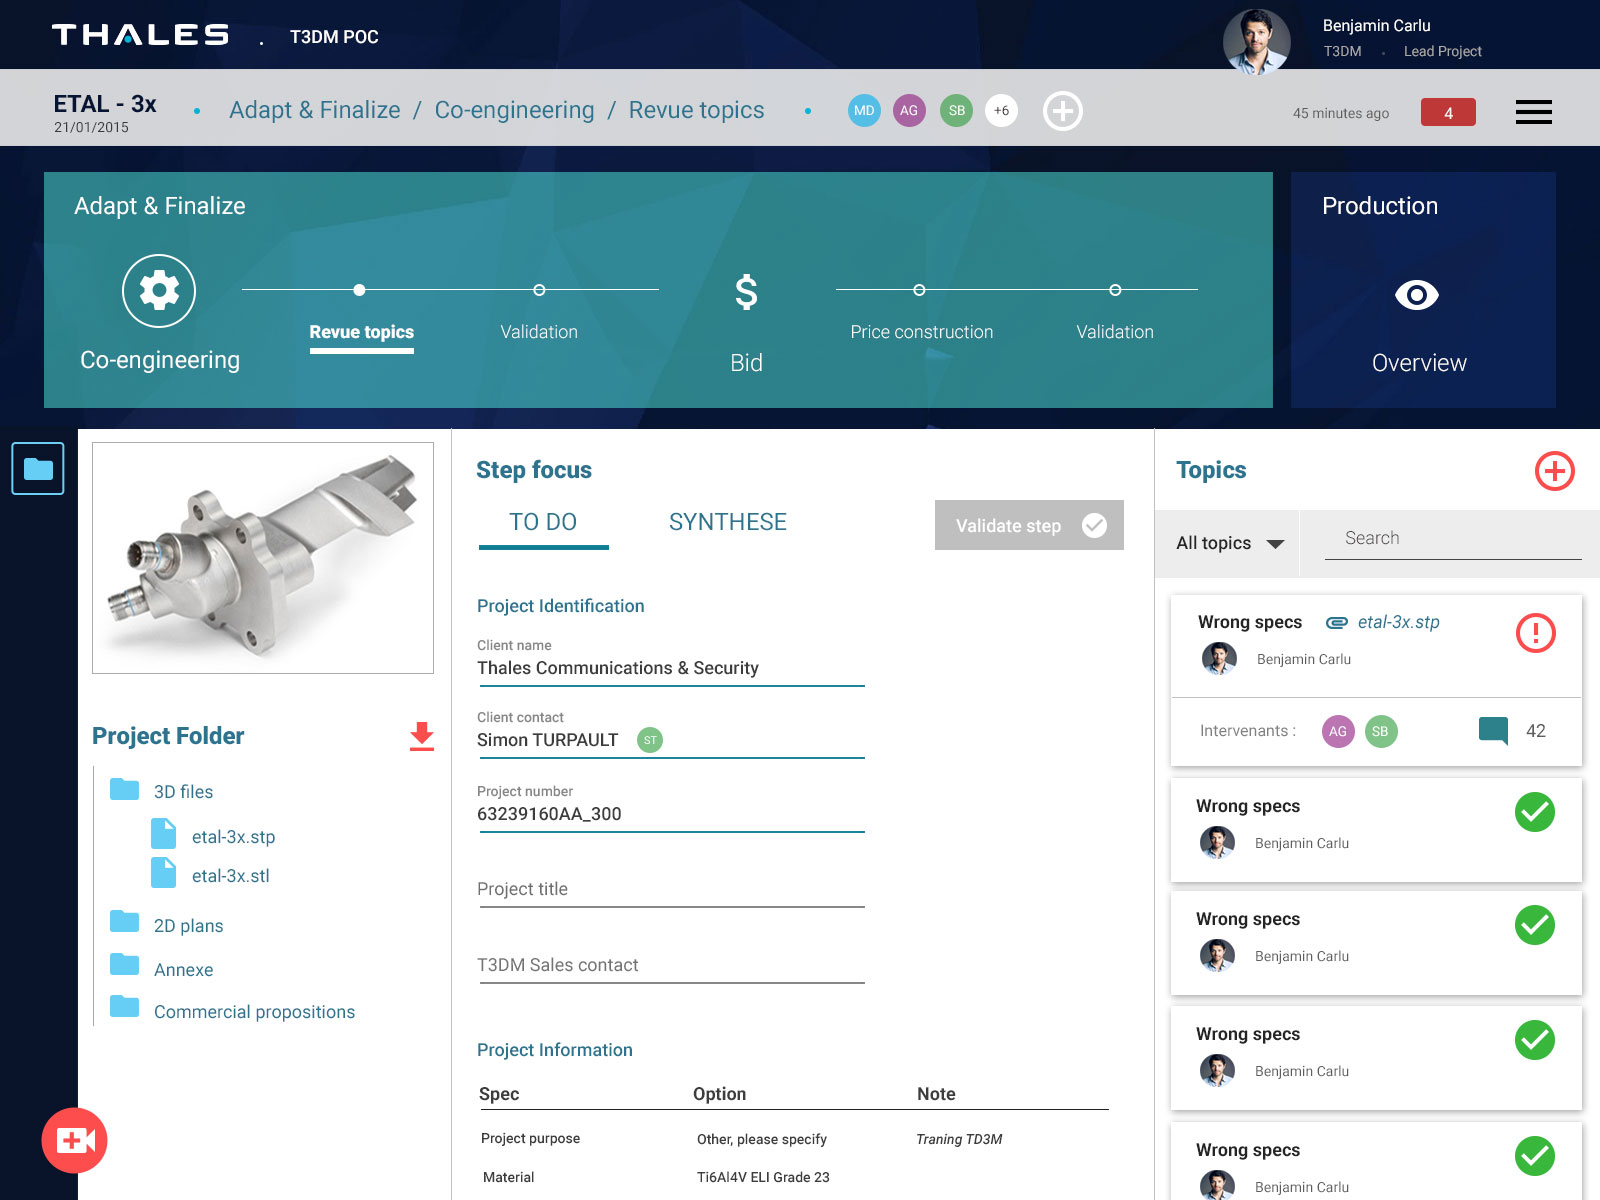 THALES . T3DM POC
Benjamin Carlu
T3DM . Lead Project
ETAL - 3x
21/01/2015
Adapt & Finalize / Co-engineering / Revue topics
MD AG SB +6
45 minutes ago
4
Adapt & Finalize
Co-engineering
Revue topics
Validation
$
Bid
Price construction
Validation
Production
Overview
Project Folder
3D files
etal-3x.stp
etal-3x.stl
2D plans
Annexe
Commercial propositions
Step focus
TO DO SYNTHESE
Validate step
Project Identification
Client name
Thales Communications & Security
Client contact
Simon TURPAULT ST
Project number
63239160AA_300
Project title
T3DM Sales contact
Project Information
Spec Option Note
Project purpose Other, please specify Traning TD3M
Material Ti6Al4V ELI Grade 23
Topics
All topics Search
Wrong specs etal-3x.stp
Benjamin Carlu
Intervenants : AG SB 42
Wrong specs
Benjamin Carlu
Wrong specs
Benjamin Carlu
Wrong specs
Benjamin Carlu
Wrong specs
Benjamin Carlu